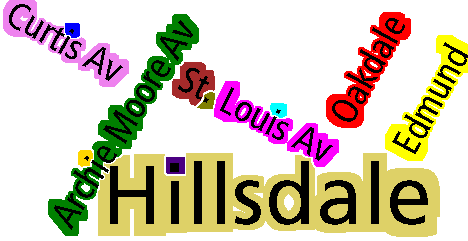 Curtis Av
Archie Moore Av
St. Louis Av
Oakdale
Edmund
Hillsdale